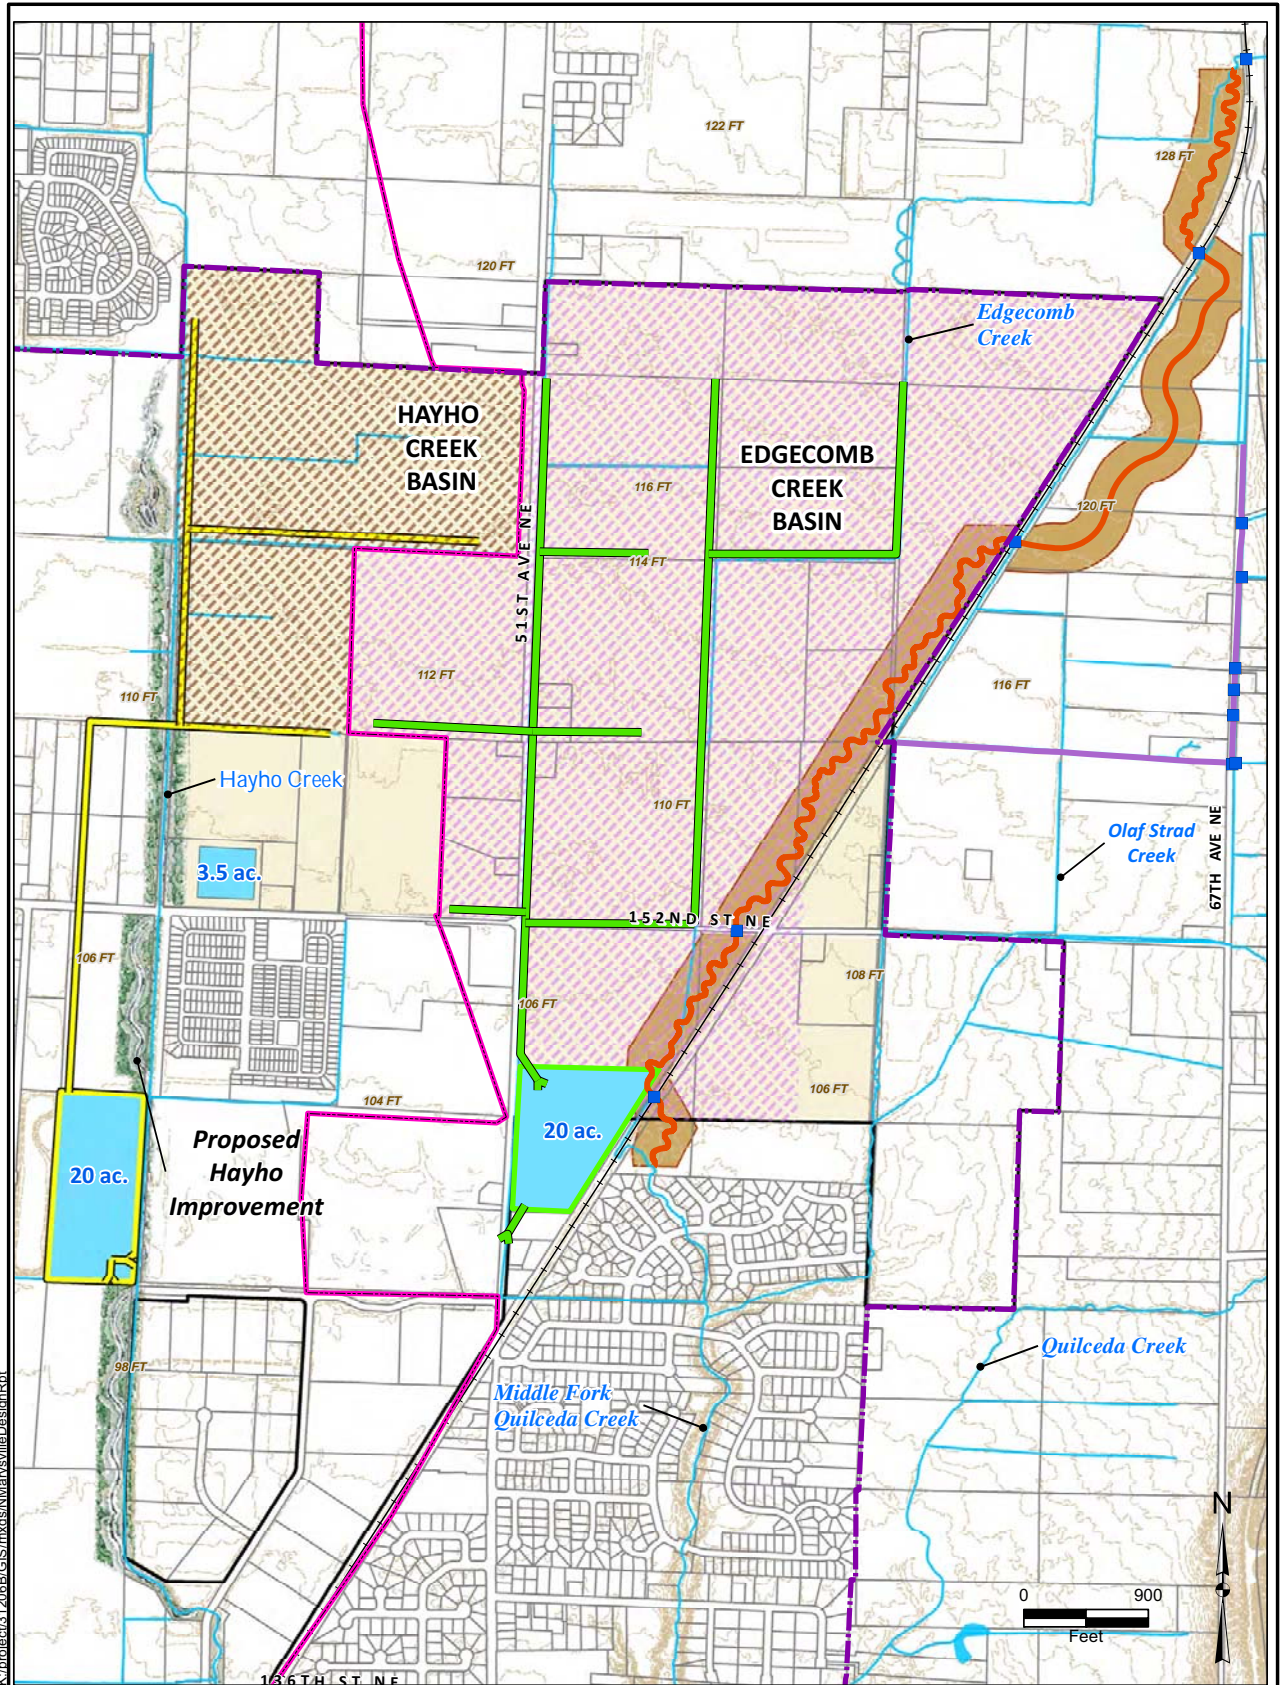 122 FT
128 FT
120 FT
Edgecomb
Creek
HAYHO
CREEK
BASIN
EDGECOMB
CREEK
BASIN
116 FT
120 FT
51ST AVE NE
114 FT
112 FT
116 FT
110 FT
Hayho Creek
110 FT
67TH AVE NE
Olaf Strad
Creek
3.5 ac.
152ND ST NE
106 FT
108 FT
106 FT
106 FT
104 FT
20 ac.
Proposed
Hayho
Improvement
20 ac.
Quilceda Creek
98 FT
Middle Fork
Quilceda Creek
N
0 900
Feet
136TH ST NE